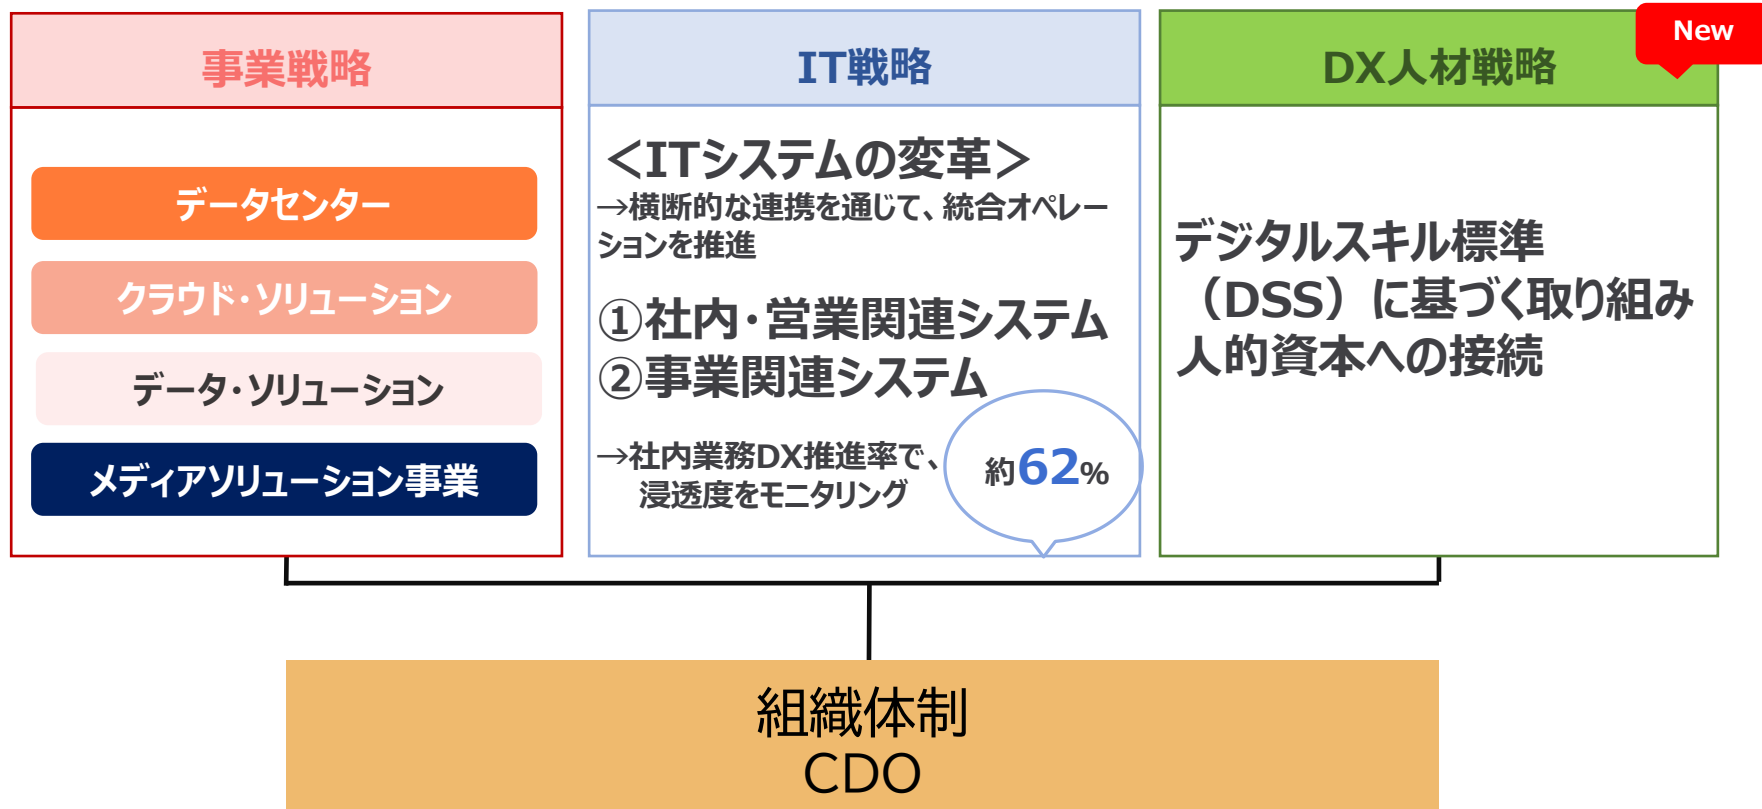 事業戦略
データセンター
クラウド・ソリューション
データ・ソリューション
メディアソリューション事業
IT戦略
＜ITシステムの変革＞
→横断的な連携を通じて、統合オペレー
ションを推進
①社内・営業関連システム
②事業関連システム
→社内業務DX推進率で、
浸透度をモニタリング
約62%
New
DX人材戦略
デジタルスキル標準
（DSS）に基づく取り組み
人的資本への接続
組織体制
CDO